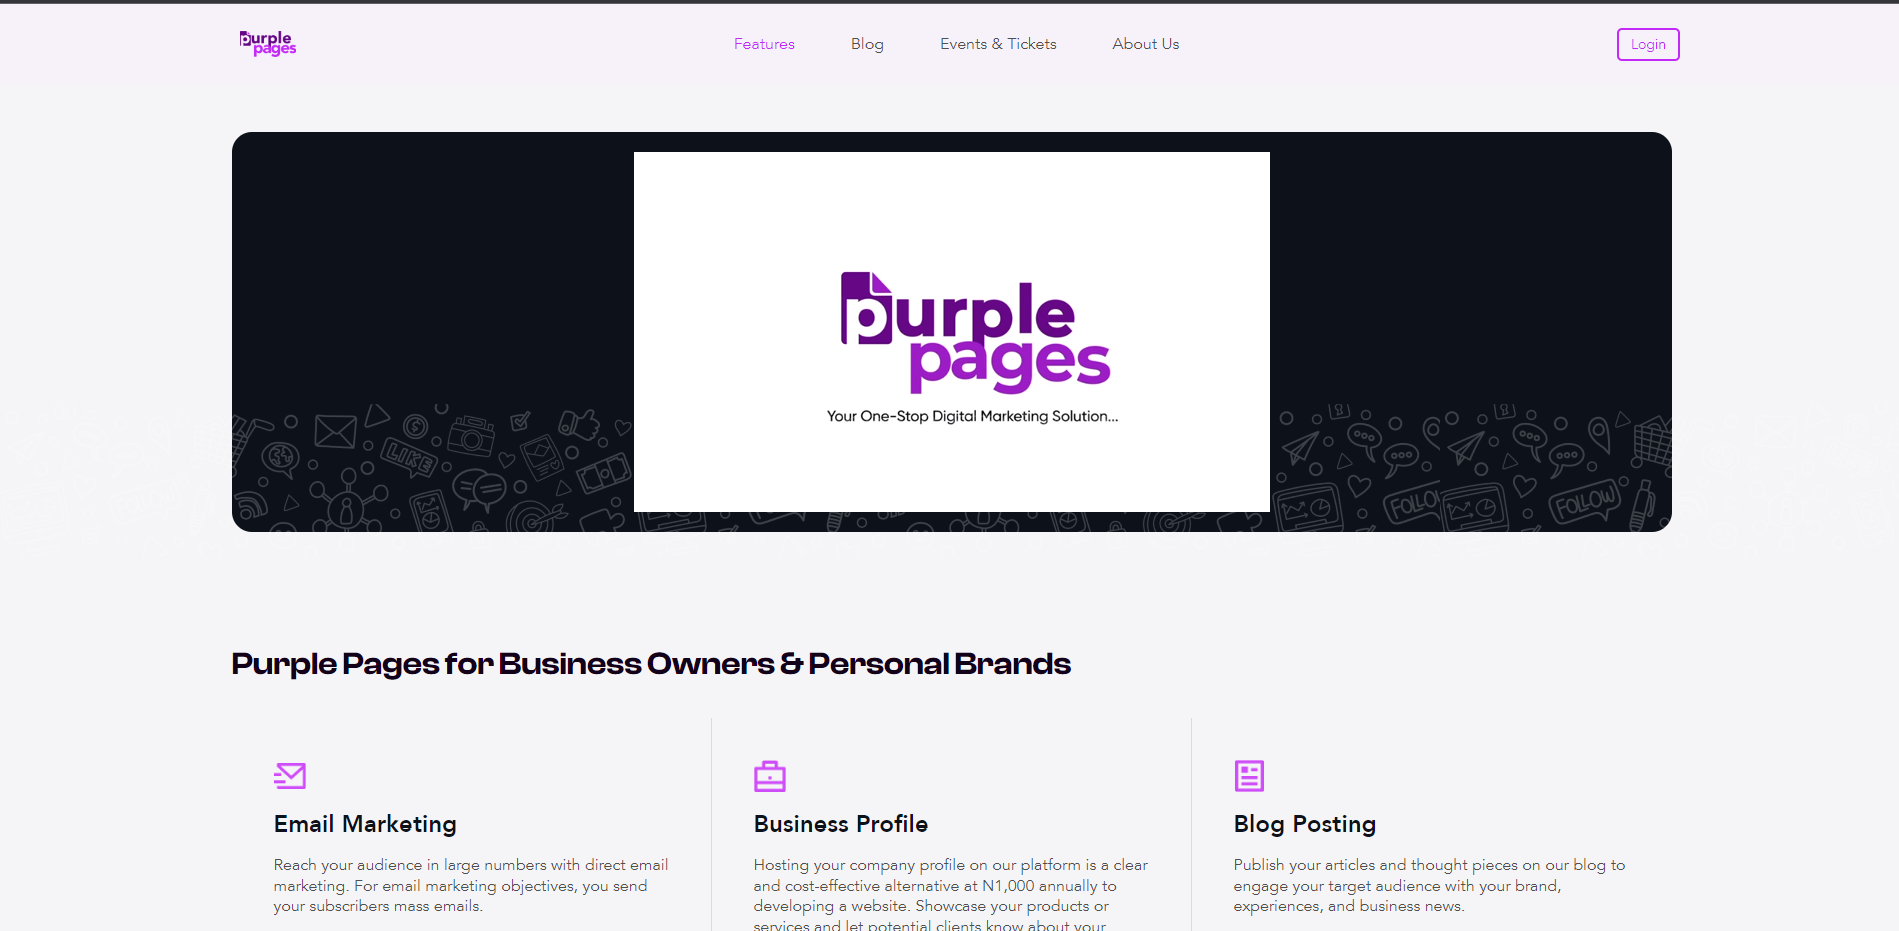 purple
pages
Features
Blog
Events & Tickets
About Us
Login
purple
pages
Your One-Stop Digital Marketing Solution...
LIKE
FOLLOW
FOLLOW
Purple Pages for Business Owners & Personal Brands
Email Marketing
Reach your audience in large numbers with direct email
marketing. For email marketing objectives, you send
your subscribers mass emails.
Business Profile
Hosting your company profile on our platform is a clear
and cost-effective alternative at N1,000 annually to
developing a website. Showcase your products or
services and let potential clients know about your
Blog Posting
Publish your articles and thought pieces on our blog to
engage your target audience with your brand,
experiences, and business news.